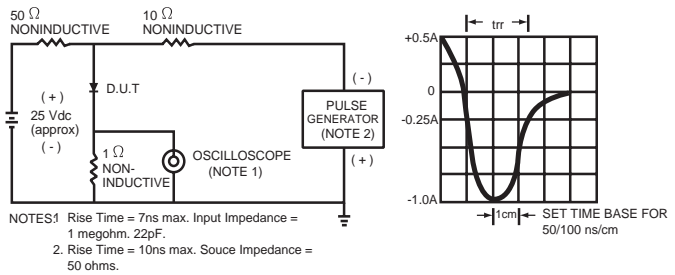 50 Ω
NONINDUCTIVE
10 Ω
NONINDUCTIVE
D.U.T
( + )
25 Vdc
(approx)
( - )
1 Ω
NON-
INDUCTIVE
OSCILLOSCOPE
(NOTE 1)
( - )
PULSE
GENERATOR
(NOTE 2)
( + )
NOTES:1 Rise Time = 7ns max. Input Impedance =
1 megohm. 22pF.
2. Rise Time = 10ns max. Souce Impedance =
50 ohms.
trr
+0.5A
0
-0.25A
-1.0A
1cm
SET TIME BASE FOR
50/100 ns/cm